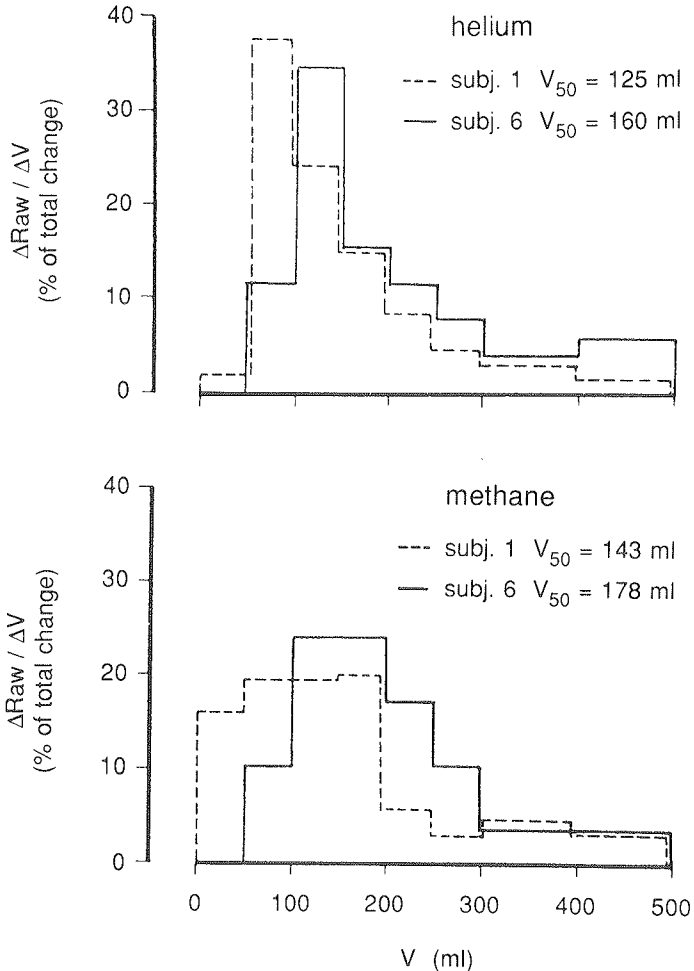 helium
subj. 1 V50 = 125 ml
subj. 6 V50 = 160 ml
ΔRaw / ΔV
(% of total change)
40
30
20
10
0
methane
subj. 1 V50 = 143 ml
subj. 6 V50 = 178 ml
ΔRaw / ΔV
(% of total change)
40
30
20
10
0
0 100 200 300 400 500
V (ml)